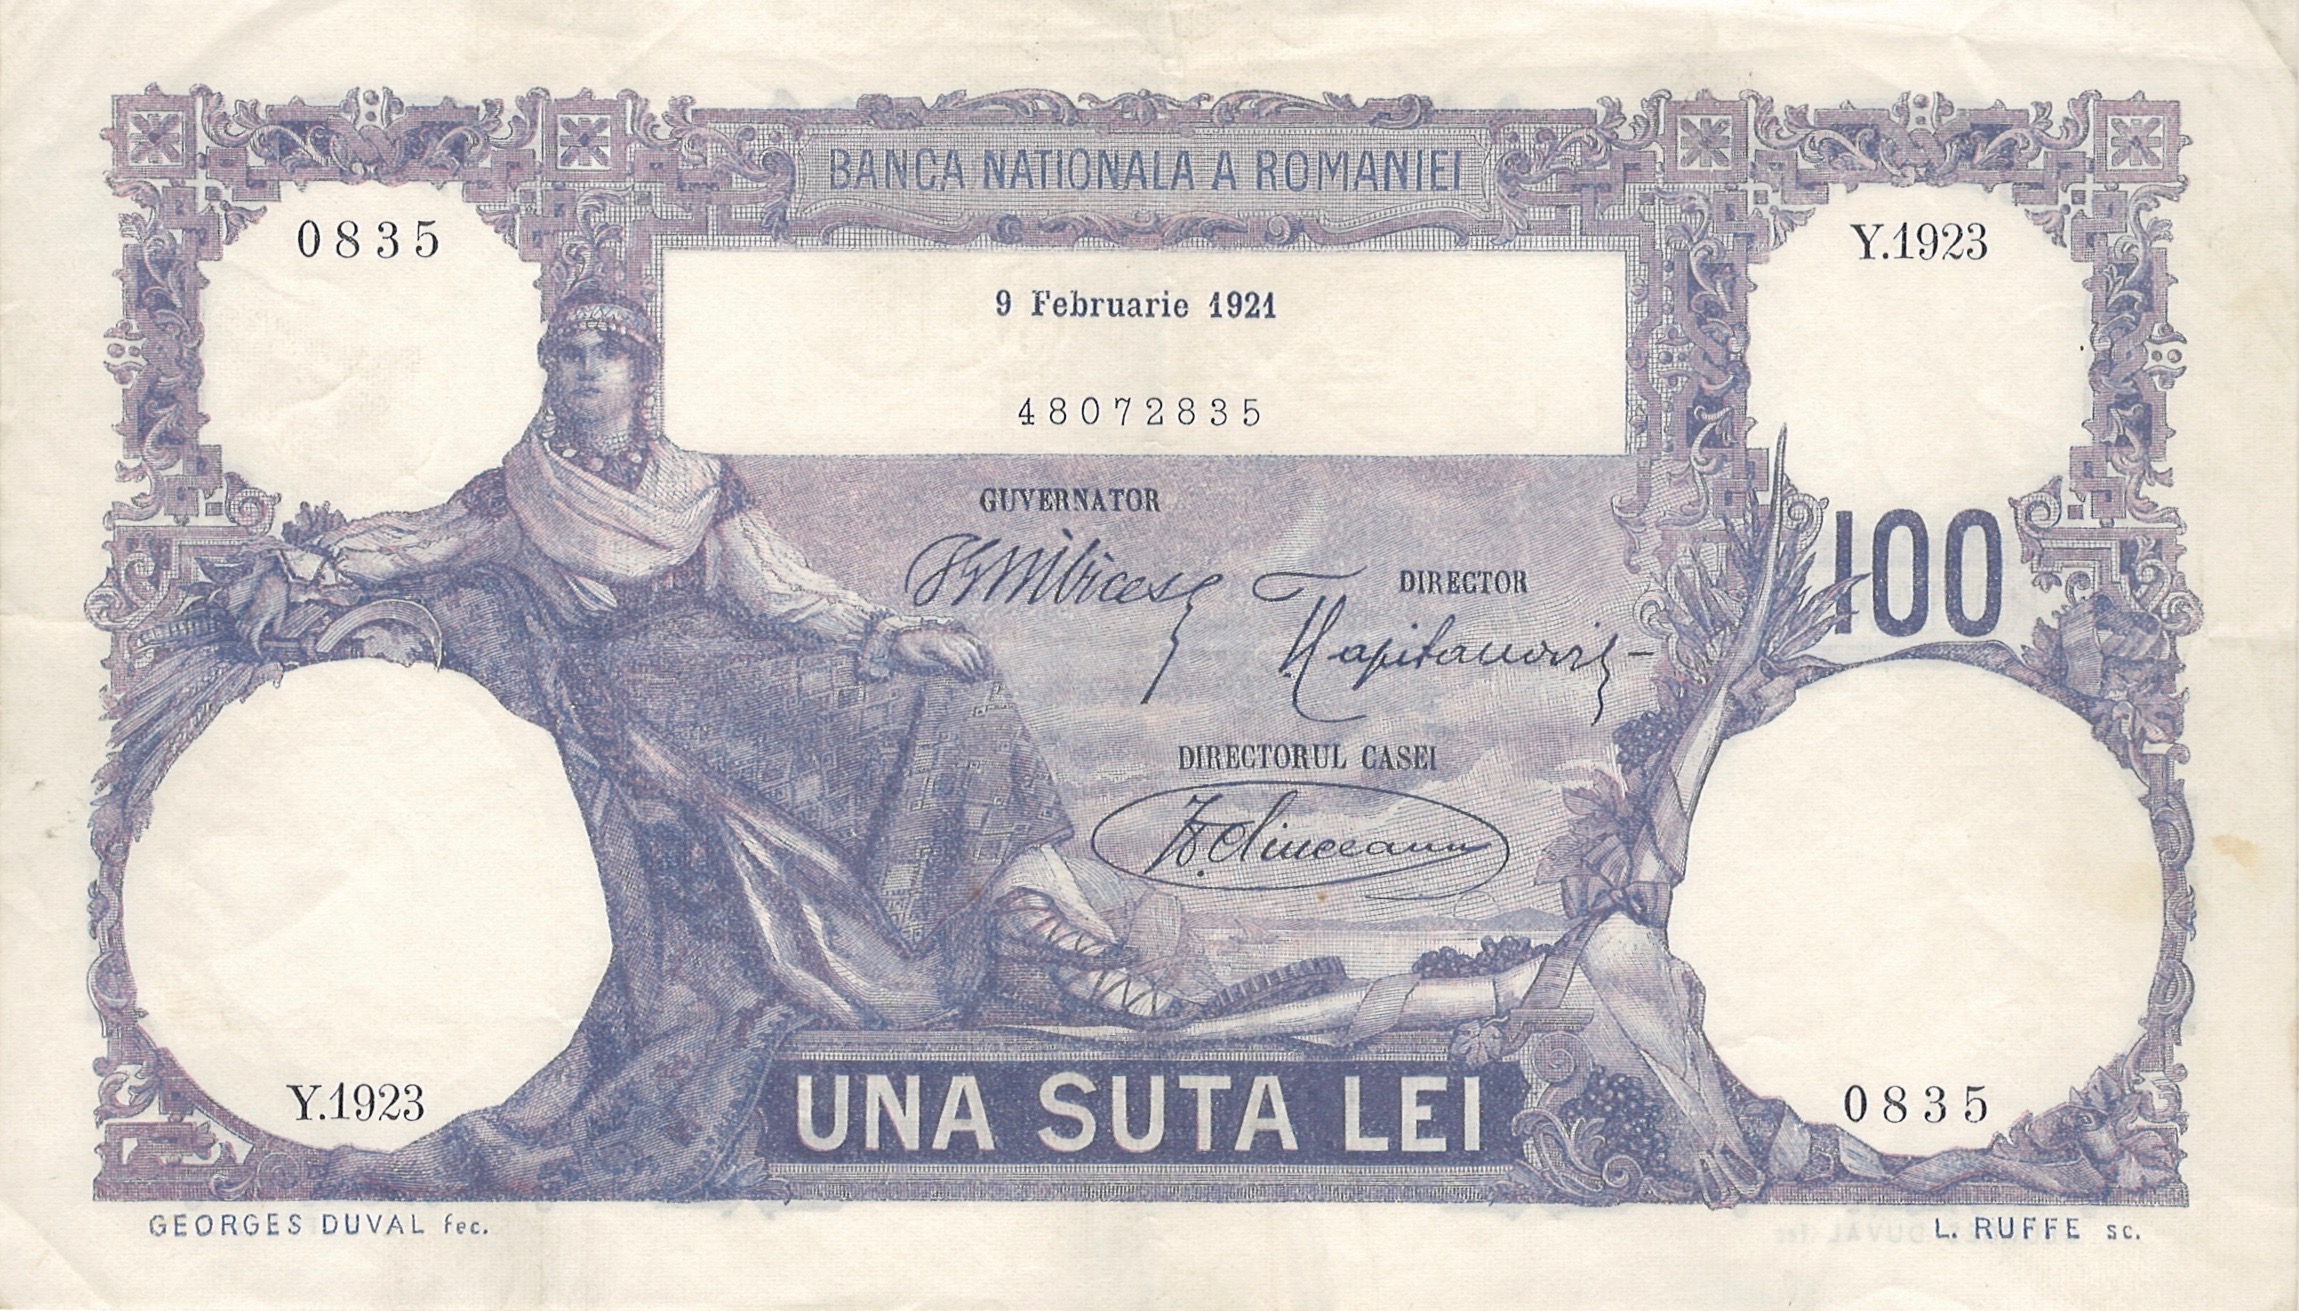 BANCA NATIONALA A ROMANIEI
0835
Y.1923
9 Februarie 1921
48072835
GUVERNATOR
DIRECTOR
100
DIRECTORUL CASEI
Y.1923
0835
UNA SUTA LEI
GEORGES DUVAL fec.
L. RUFFE sc.